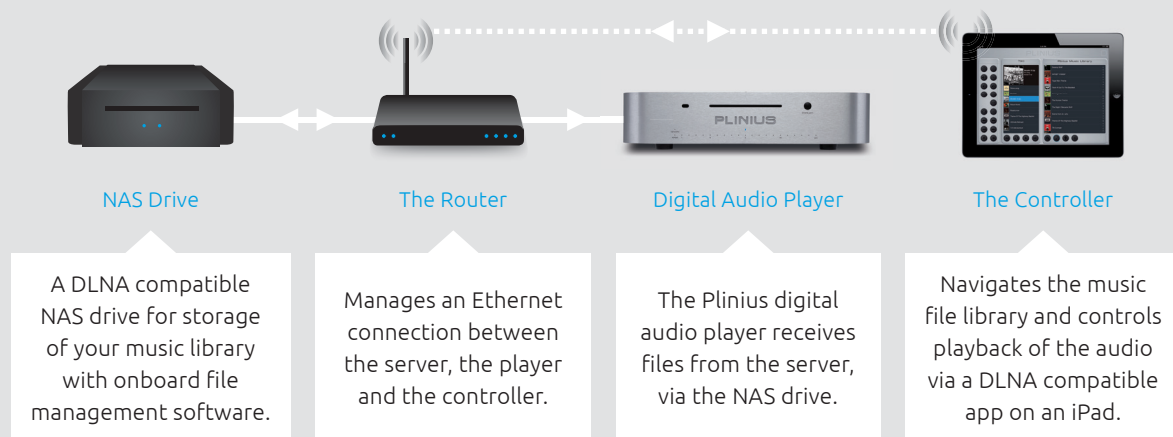 PLINIUS
NAS Drive
The Router
Digital Audio Player
The Controller
A DLNA compatible
NAS drive for storage
of your music library
with onboard file
management software.
Manages an Ethernet
connection between
the server, the player
and the controller.
The Plinius digital
audio player receives
files from the server,
via the NAS drive.
Navigates the music
file library and controls
playback of the audio
via a DLNA compatible
app on an iPad.